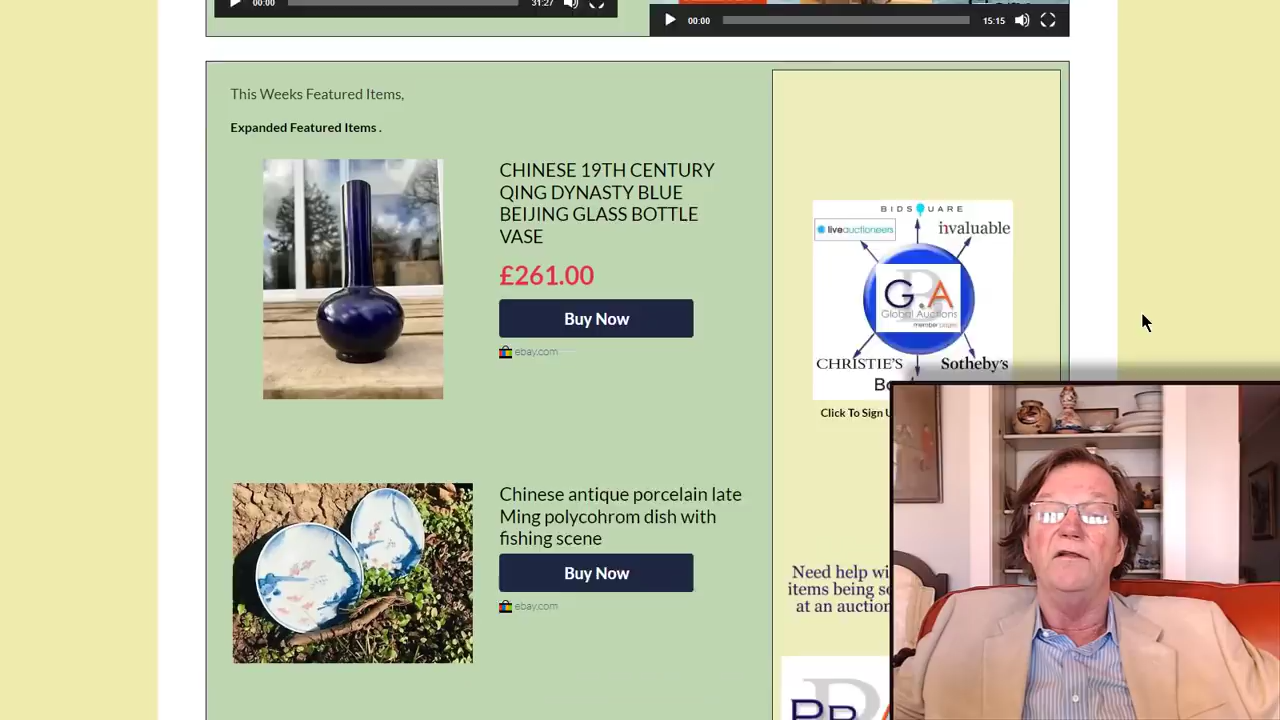 00:00
31:27
00:00
15:15
This Weeks Featured Items,
Expanded Featured Items .
CHINESE 19TH CENTURY
QING DYNASTY BLUE
BEIJING GLASS BOTTLE
VASE
£261.00
Buy Now
ebay.com
Chinese antique porcelain late
Ming polycohrom dish with
fishing scene
Buy Now
ebay.com
BIDSQUARE
liveauctioneers
invaluable
G.A
Global Auctions
member pages
CHRISTIE'S
Sotheby's
Click To Sign
Need help
items being
at an auction